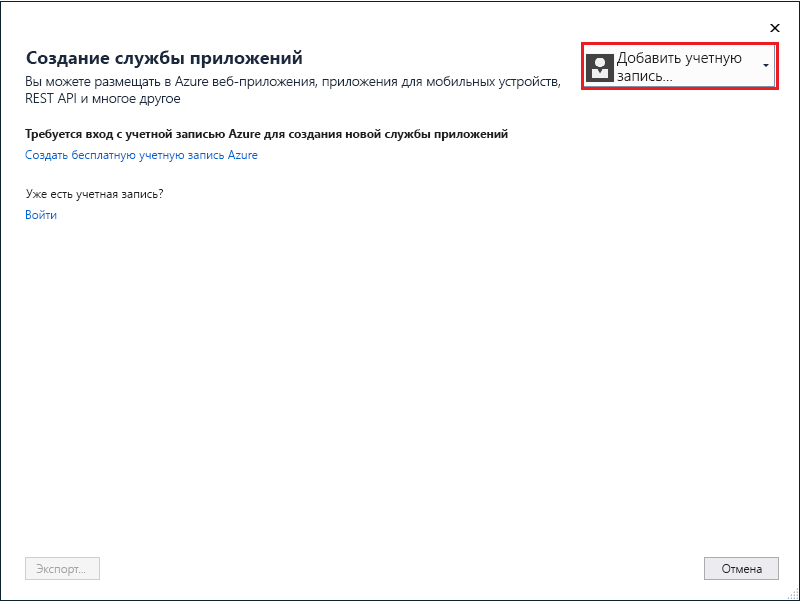 Создание службы приложений
Вы можете размещать в Azure веб-приложения, приложения для мобильных устройств,
REST API и многое другое
Добавить учетную
запись...
Требуется вход с учетной записью Azure для создания новой службы приложений
Создать бесплатную учетную запись Azure
Уже есть учетная запись?
Войти
Экспорт...
Отмена